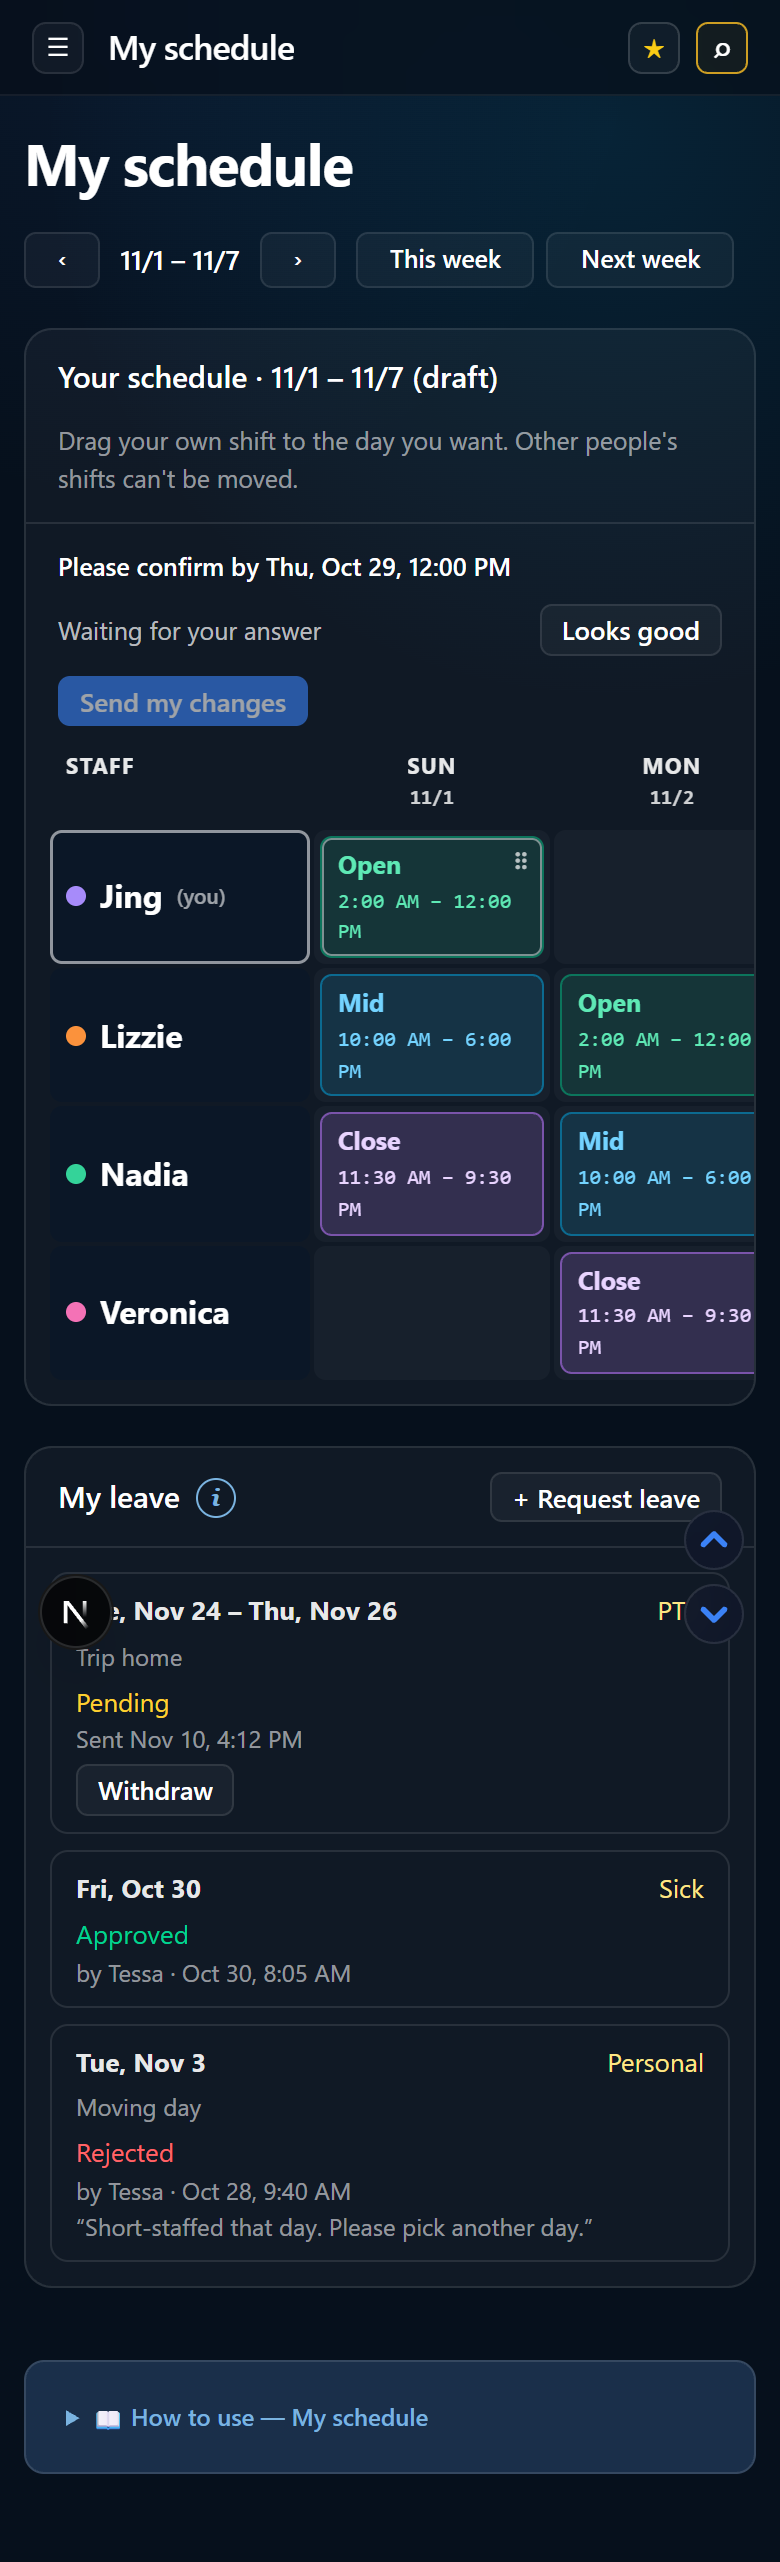 ☰ My schedule ★
My schedule
‹ 11/1 – 11/7 › This week Next week
Your schedule · 11/1 – 11/7 (draft)
Drag your own shift to the day you want. Other people's
shifts can't be moved.
Please confirm by Thu, Oct 29, 12:00 PM
Waiting for your answer Looks good
Send my changes
STAFF SUN MON
11/1 11/2
Jing (you)
Open
2:00 AM – 12:00
PM
Lizzie
Mid
10:00 AM – 6:00
PM
Open
2:00 AM – 12:00
PM
Nadia
Close
11:30 AM – 9:30
PM
Mid
10:00 AM – 6:00
PM
Veronica
Close
11:30 AM – 9:30
PM
My leave i + Request leave
N
Nov 24 – Thu, Nov 26
Trip home
Pending
Sent Nov 10, 4:12 PM
Withdraw
Fri, Oct 30 Sick
Approved
by Tessa · Oct 30, 8:05 AM
Tue, Nov 3 Personal
Moving day
Rejected
by Tessa · Oct 28, 9:40 AM
“Short-staffed that day. Please pick another day.”
How to use — My schedule